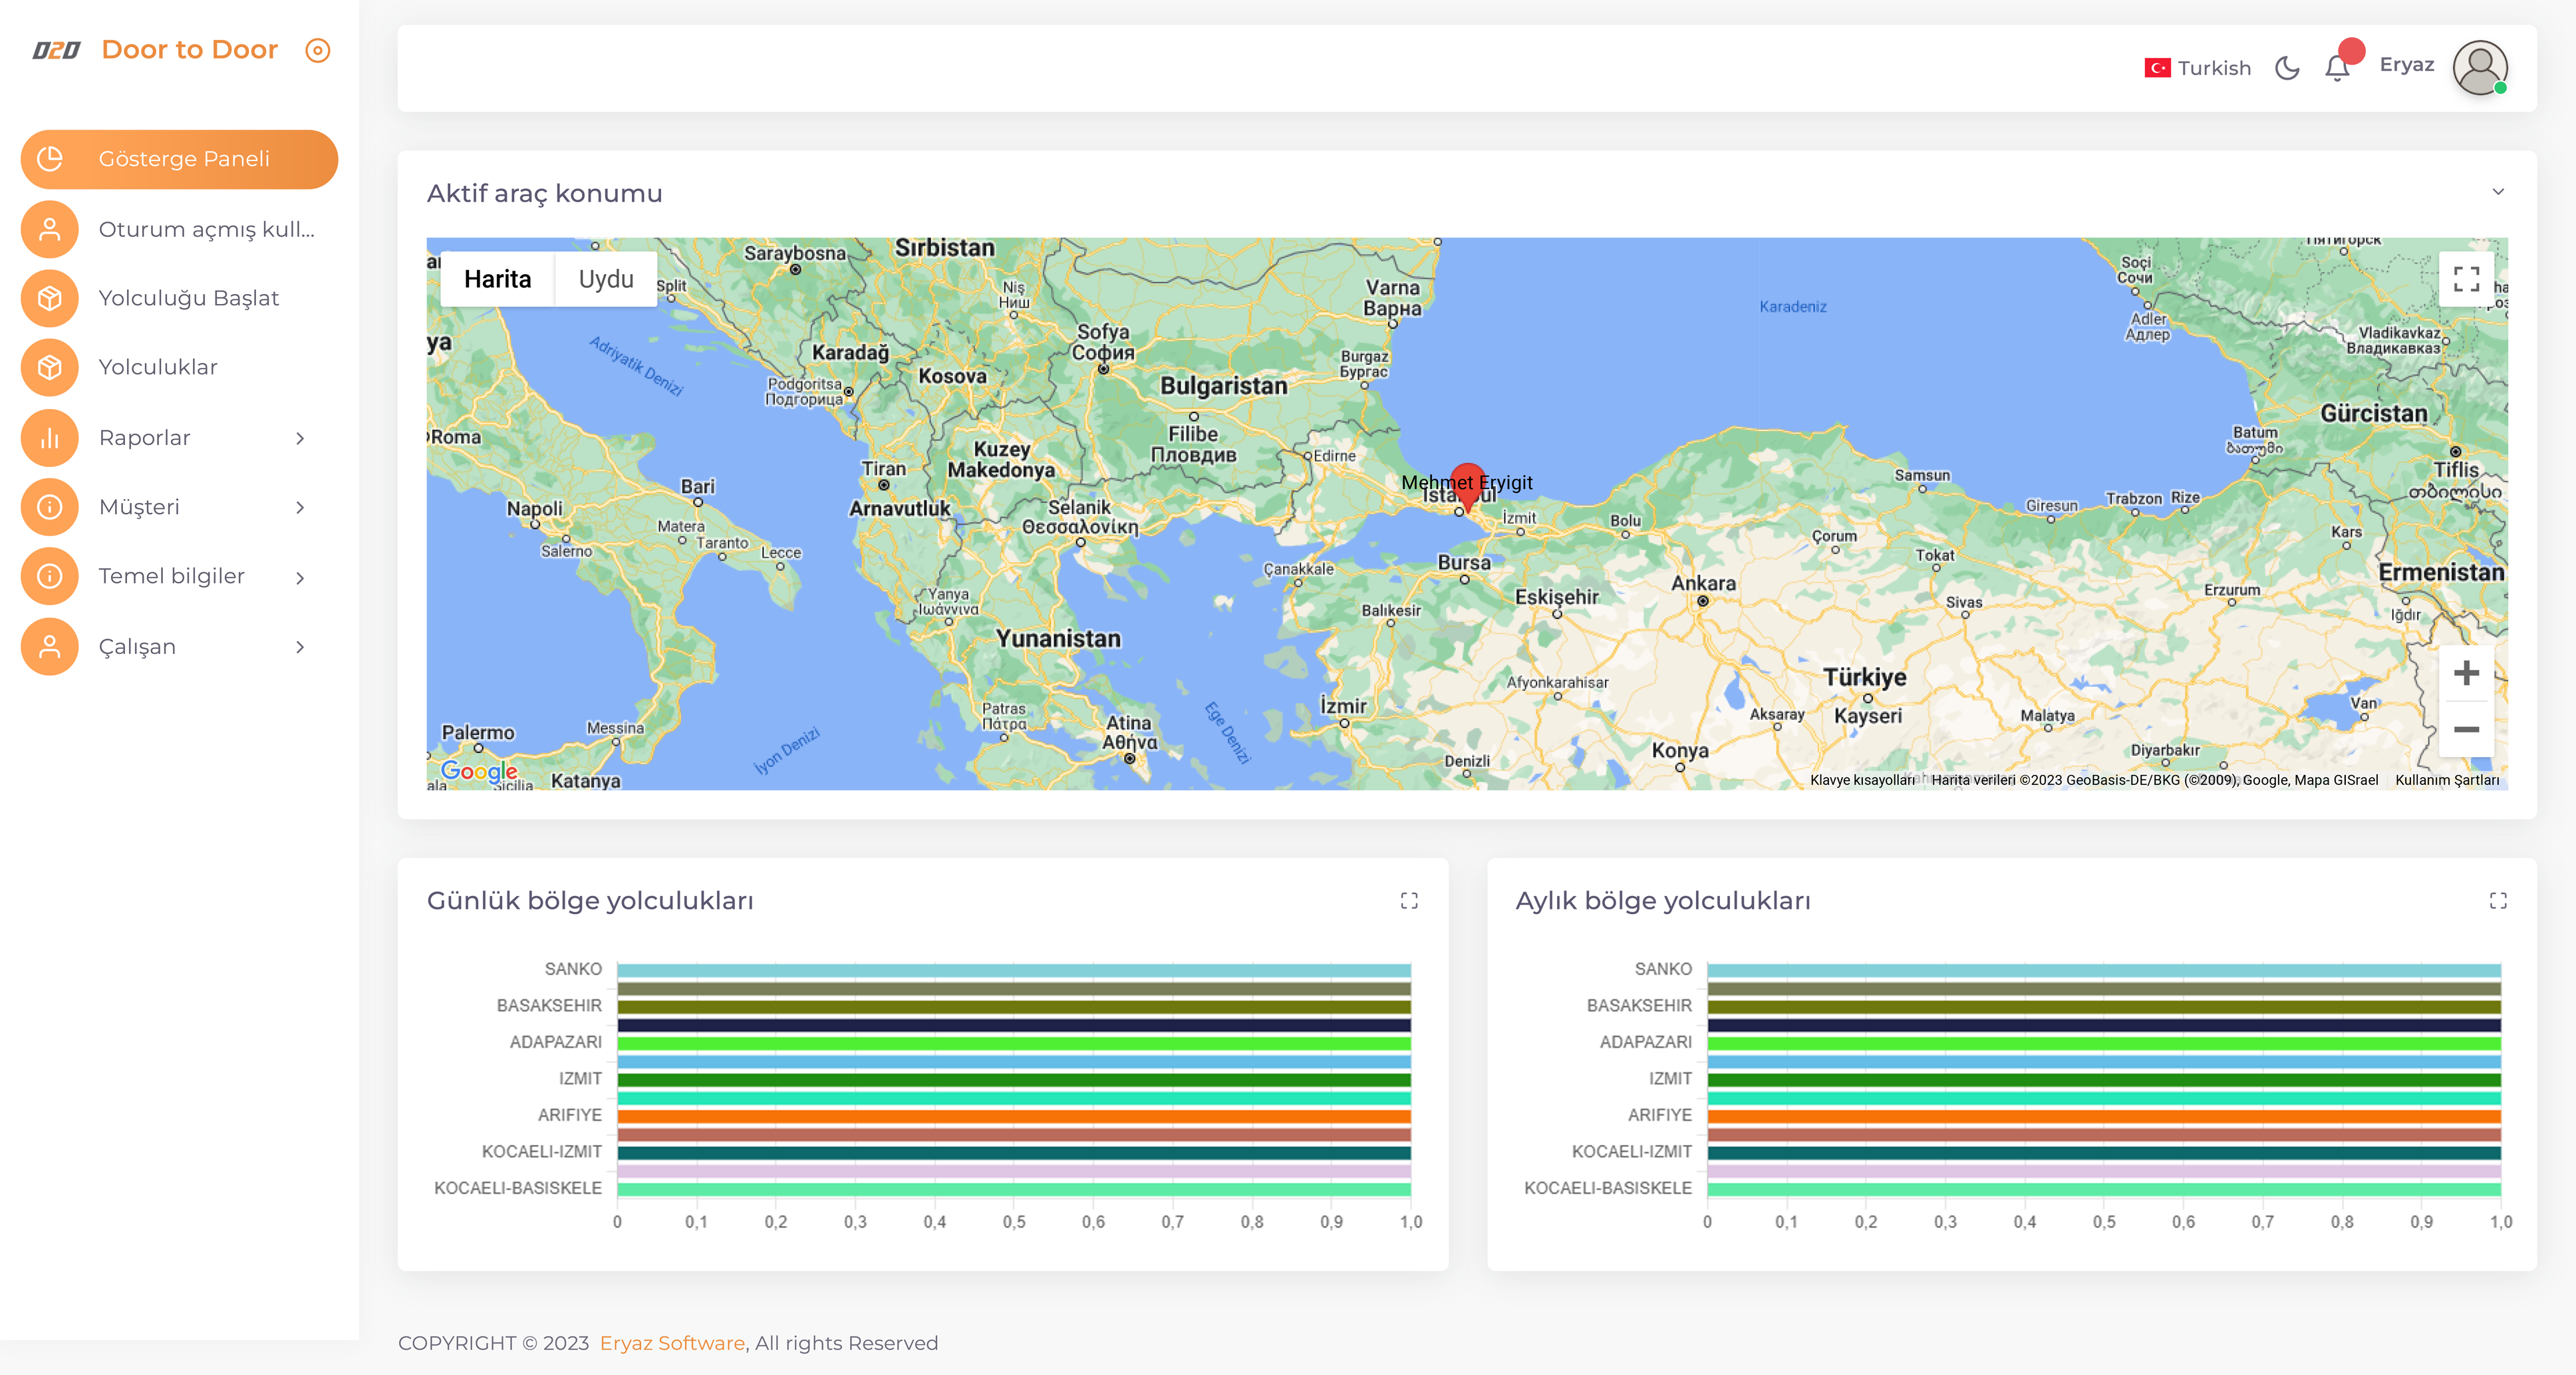 D2D Door to Door
Turkish
Eryaz
Gösterge Paneli
Oturum açmış kull...
Yolculuğu Başlat
Yolculuklar
Raporlar
Müşteri
Temel bilgiler
Çalışan
Aktif araç konumu
Harita
Uydu
Saraybosna
Sırbistan
Split
Niş
Ниш
Varna
Варна
Karadeniz
Soçi
Сочи
Пятигорск
Adler
Адлер
Vladikavkaz
Владикавказ
Adriyatik Denizi
Karadağ
Sofya
София
Burgaz
Бургас
Kosova
Podgoritsa
Подгорица
Bulgaristan
Gürcistan
Roma
Filibe
Пловдив
Edirne
Batum
ბათუმი
Kuzey
Makedonya
Tiran
Tiflis
თბილისი
Mehmet Eryigit
Samsun
Bari
Napoli
Arnavutluk
Selanik
Θεσσαλονίκη
İzmit
Bolu
Giresun
Trabzon
Rize
Matera
Taranto
Salerno
Lecce
Çorum
Tokat
Kars
Çanakkale
Bursa
Ankara
Ermenistan
Yanya
Ιωάννινα
Balıkesir
Eskişehir
Sivas
Erzurum
Iğdır
Yunanistan
Türkiye
Afyonkarahisar
Patras
Πάτρα
Atina
Αθήνα
Ege Denizi
İzmir
Aksaray
Kayseri
Malatya
Van
Palermo
Messina
İyon Denizi
Konya
Diyarbakır
Denizli
Google
Sicilia
Katanya
Klavye kısayolları
Harita verileri ©2023 GeoBasis-DE/BKG (©2009), Google, Mapa GISrael
Kullanım Şartları
Günlük bölge yolculukları
SANKO
BASAKSEHIR
ADAPAZARI
IZMIT
ARIFIYE
KOCAELI-IZMIT
KOCAELI-BASISKELE
0 0,1 0,2 0,3 0,4 0,5 0,6 0,7 0,8 0,9 1,0
Aylık bölge yolculukları
SANKO
BASAKSEHIR
ADAPAZARI
IZMIT
ARIFIYE
KOCAELI-IZMIT
KOCAELI-BASISKELE
0 0,1 0,2 0,3 0,4 0,5 0,6 0,7 0,8 0,9 1,0
COPYRIGHT © 2023 Eryaz Software, All rights Reserved